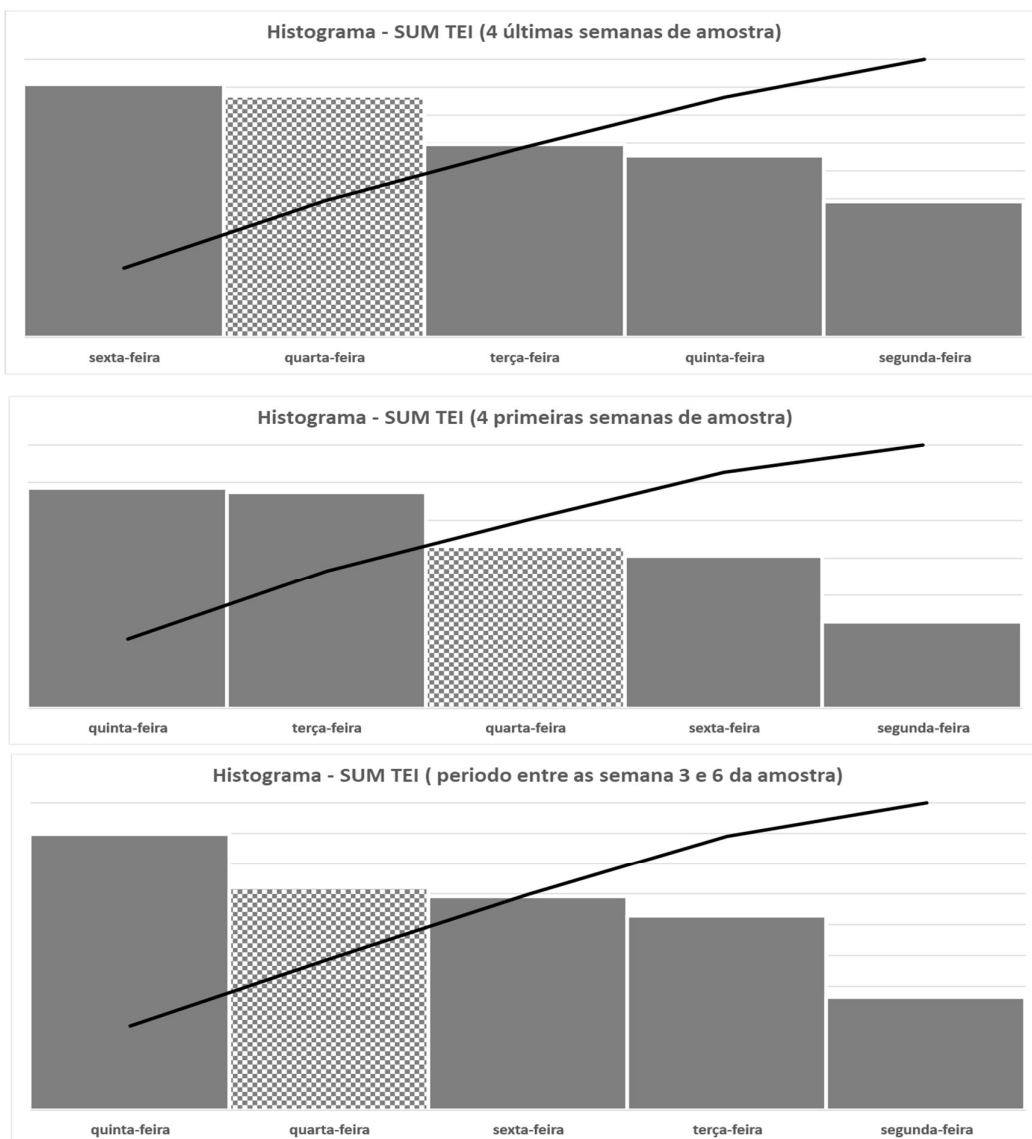 Histograma - SUM TEI (4 últimas semanas de amostra)
sexta-feira quarta-feira terça-feira quinta-feira segunda-feira
Histograma - SUM TEI (4 primeiras semanas de amostra)
quinta-feira terça-feira quarta-feira sexta-feira segunda-feira
Histograma - SUM TEI ( periodo entre as semana 3 e 6 da amostra)
quinta-feira quarta-feira sexta-feira terça-feira segunda-feira